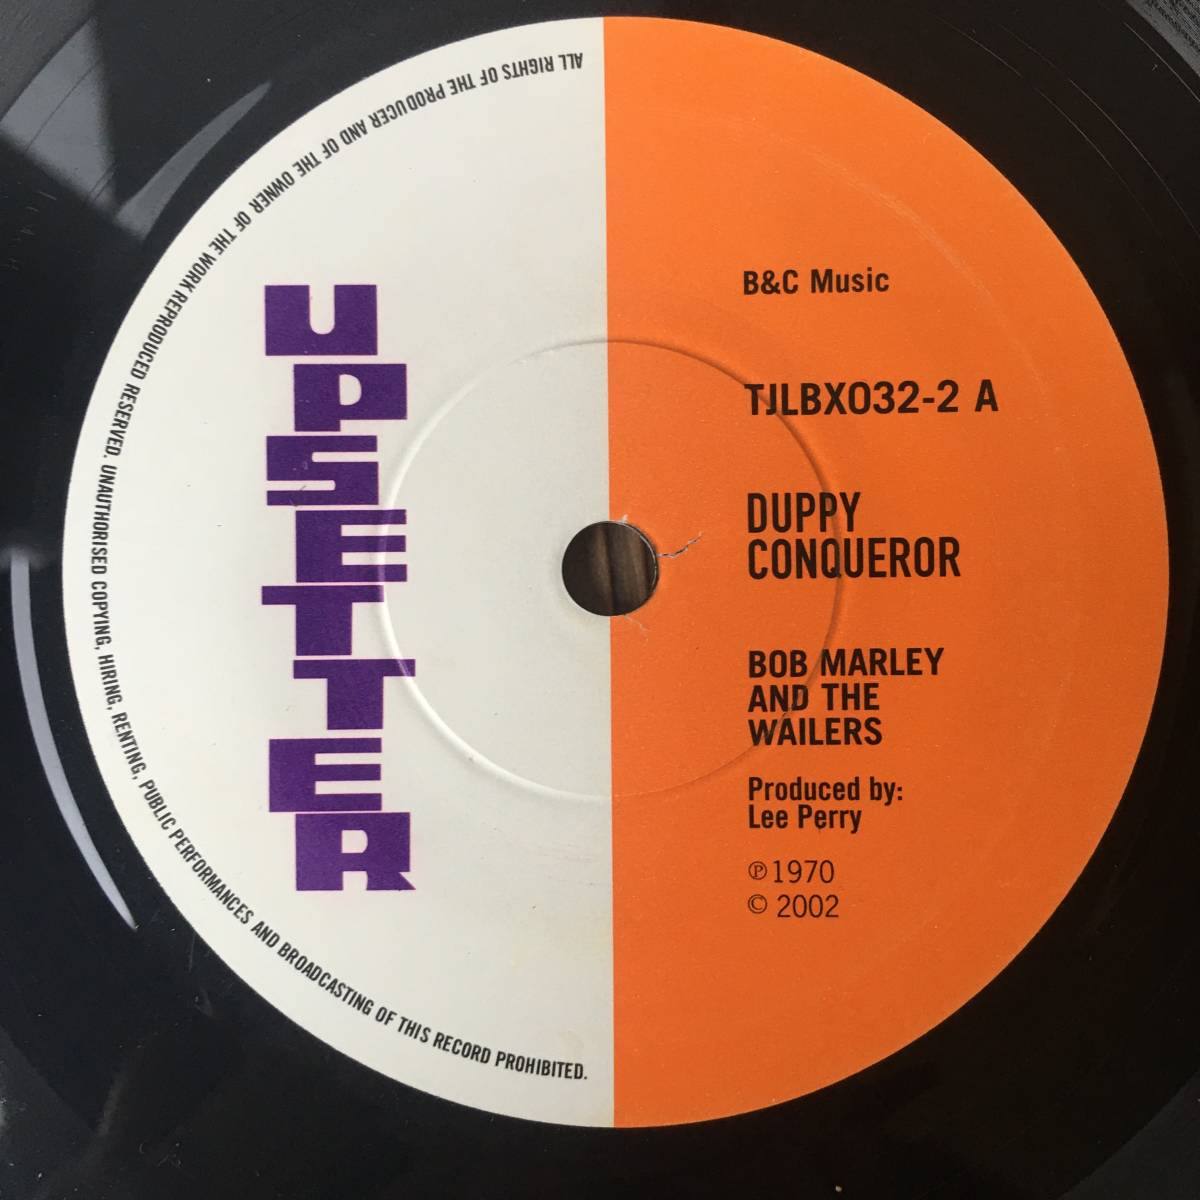 ALL RIGHTS OF THE PRODUCER AND OF THE OWNER OF THE WORK REPRODUCED RESERVED. UNAUTHORISED COPYING, HIRING, RENTING, PUBLIC PERFORMANCES AND BROADCASTING OF THIS RECORD PROHIBITED.
UPSETTER
B&C Music
TJLBX032-2 A
DUPPY
CONQUEROR
BOB MARLEY
AND THE
WAILERS
Produced by:
Lee Perry
℗ 1970
© 2002